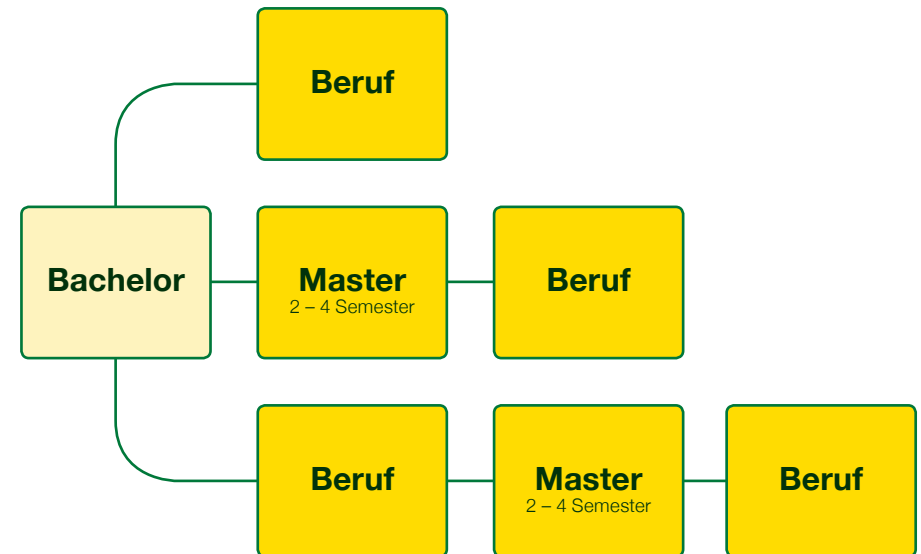 Beruf
Bachelor
Master
2 – 4 Semester
Beruf
Beruf
Master
2 – 4 Semester
Beruf